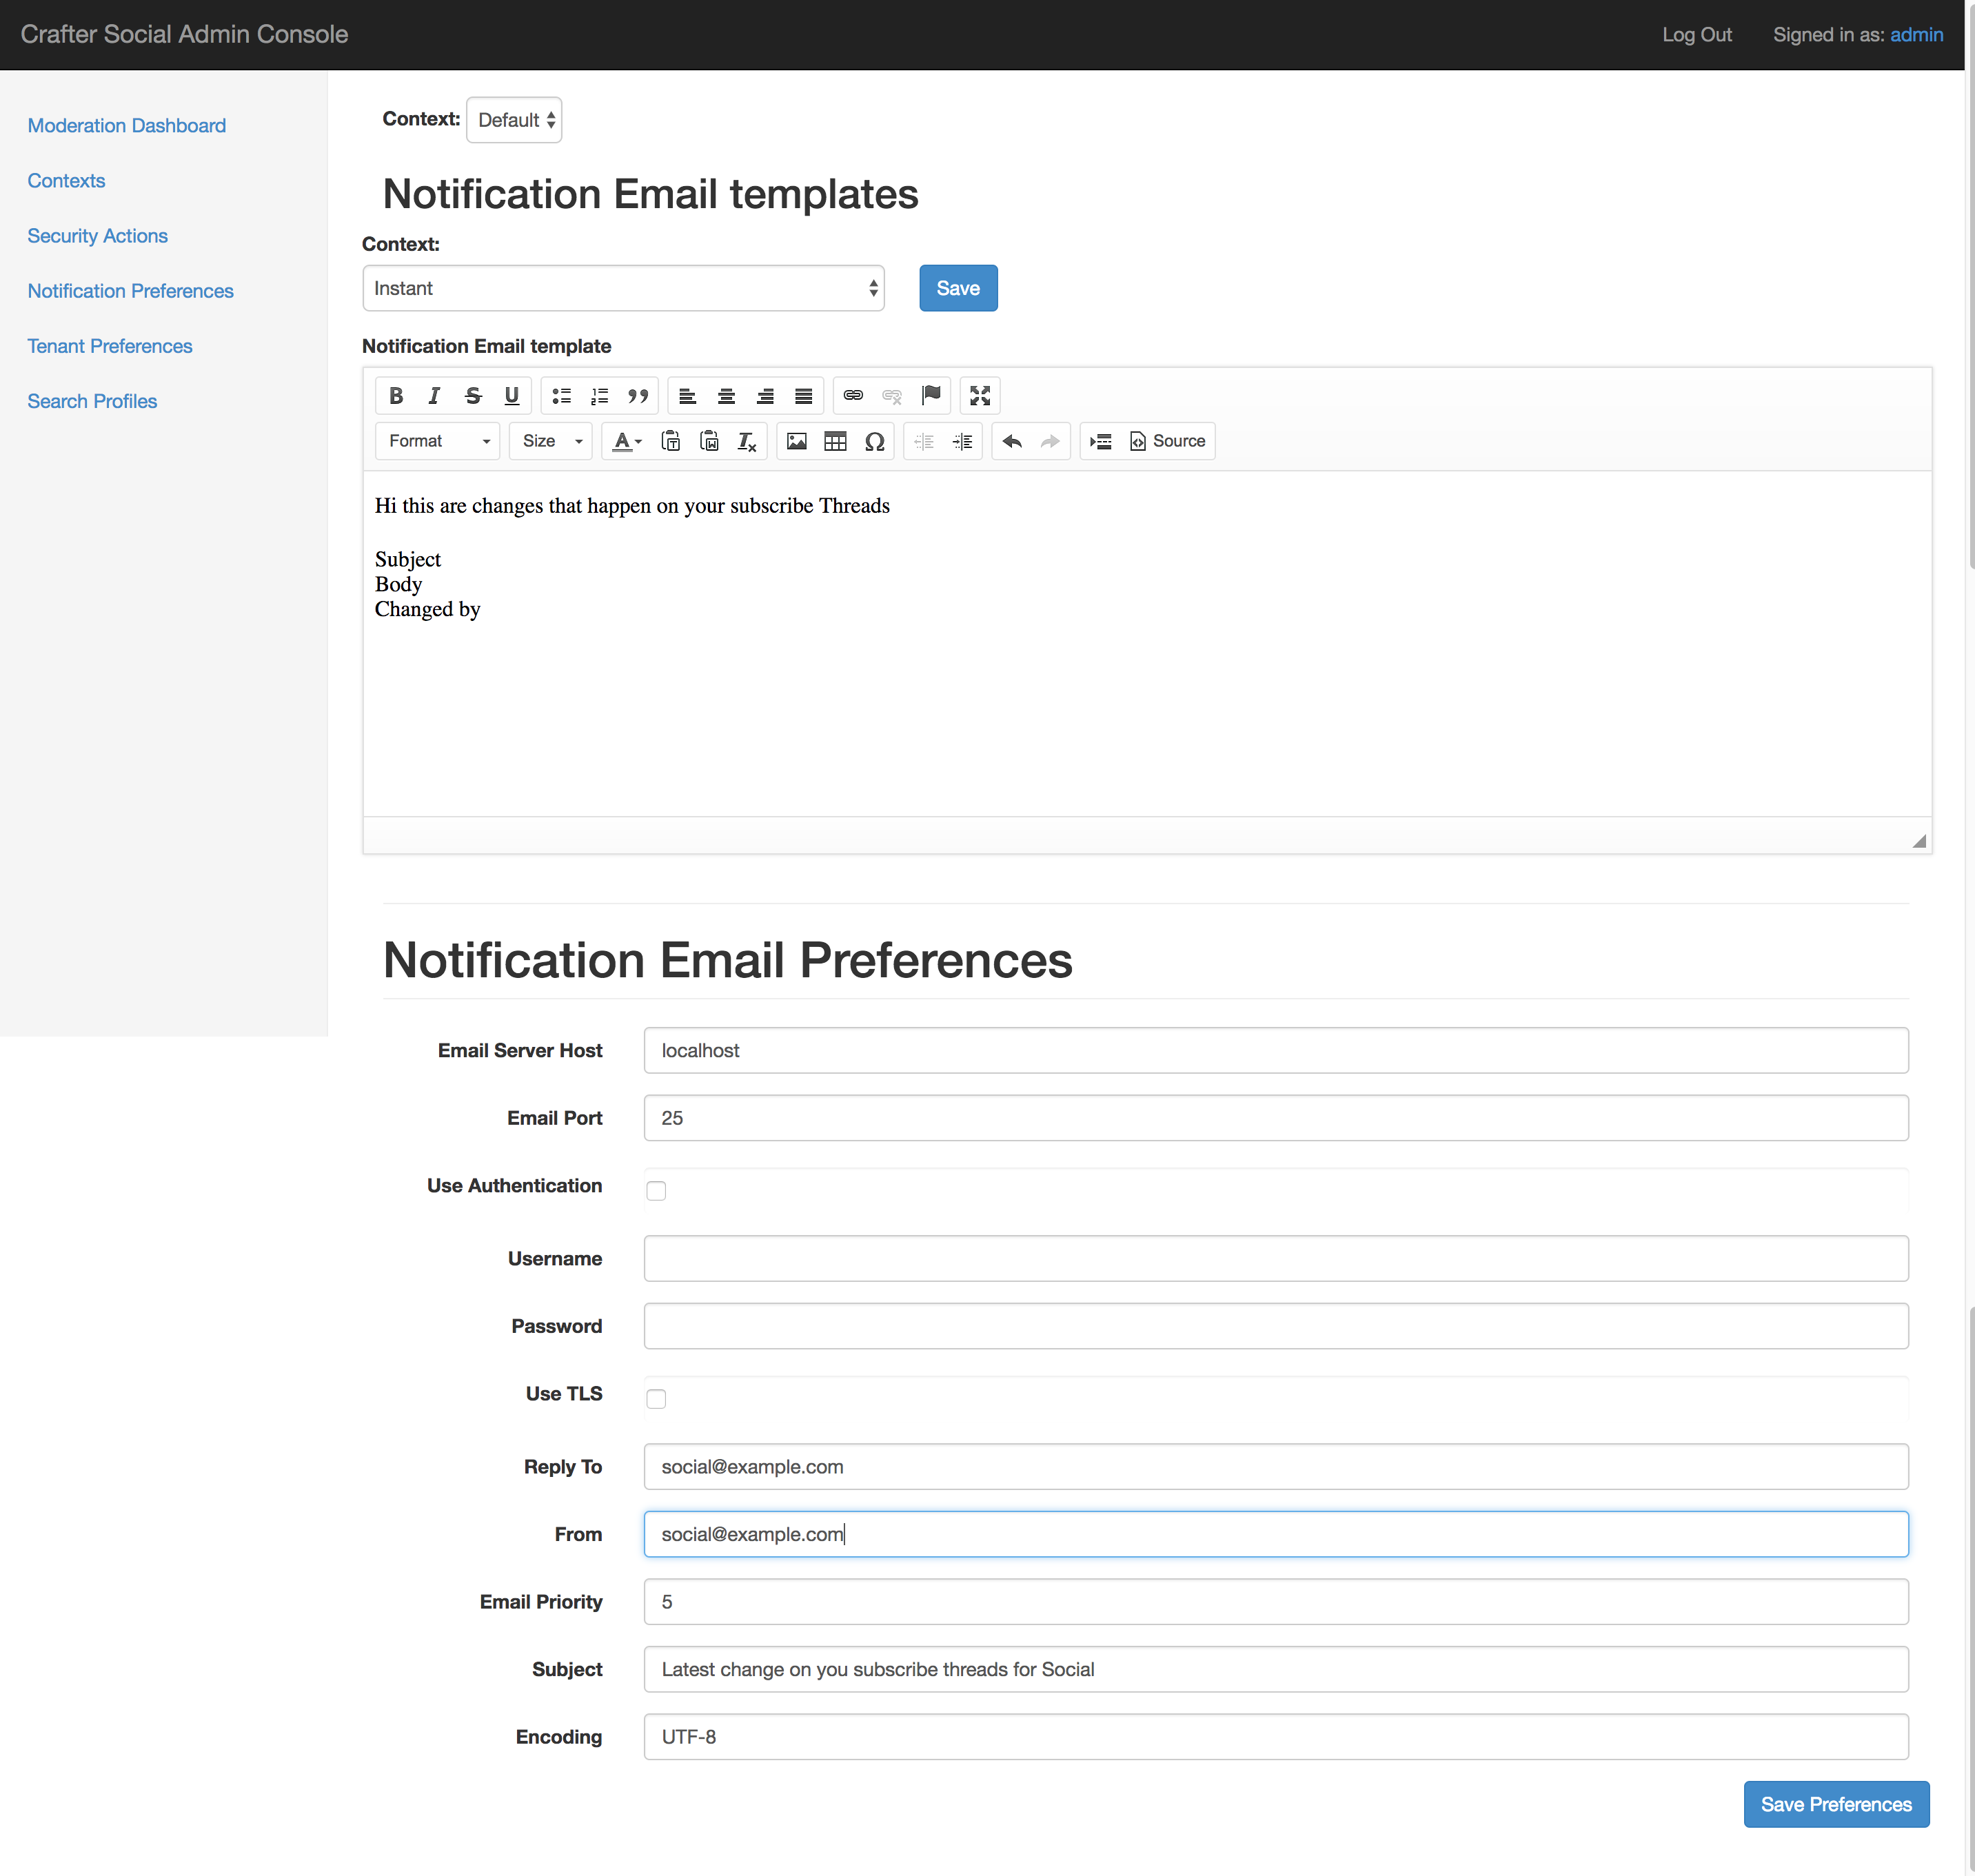 Crafter Social Admin Console
Log Out
Signed in as: admin
Moderation Dashboard
Contexts
Security Actions
Notification Preferences
Tenant Preferences
Search Profiles
Context: Default
Notification Email templates
Context:
Instant
Save
Notification Email template
Format
Size
Source
Hi this are changes that happen on your subscribe Threads
Subject
Body
Changed by
Notification Email Preferences
Email Server Host localhost
Email Port 25
Use Authentication
Username
Password
Use TLS
Reply To social@example.com
From social@example.com
Email Priority 5
Subject Latest change on you subscribe threads for Social
Encoding UTF-8
Save Preferences